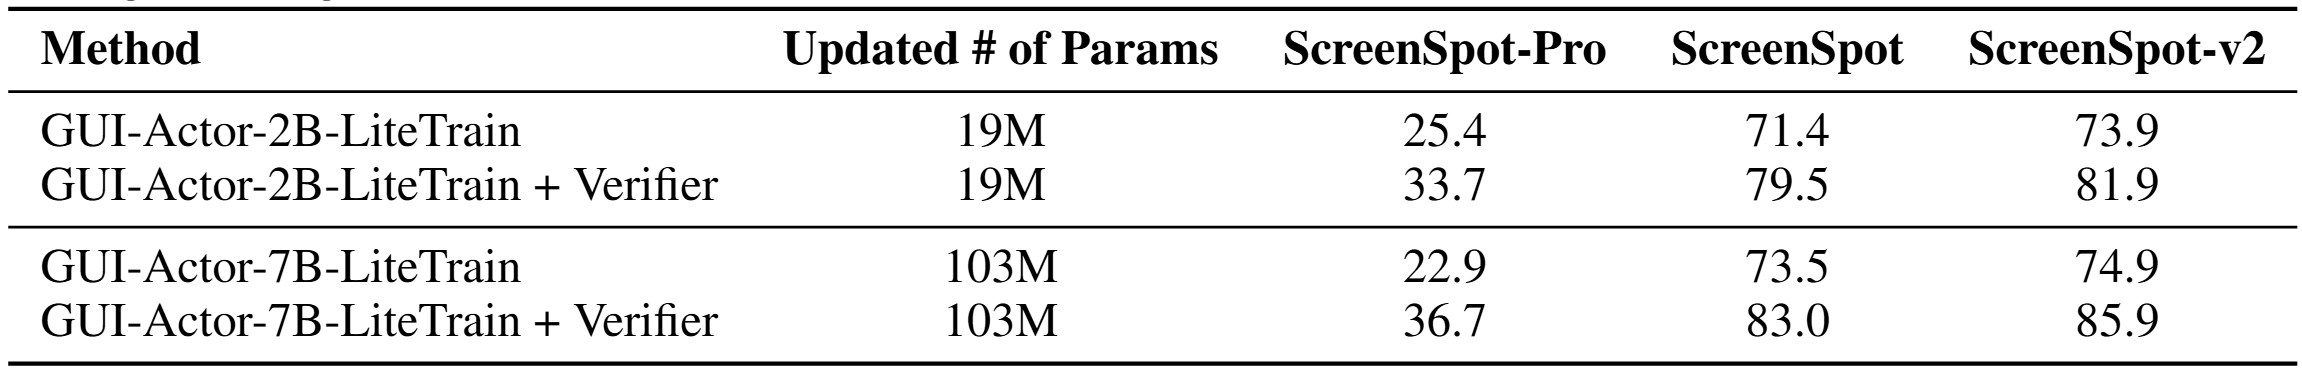 Method Updated # of Params ScreenSpot-Pro ScreenSpot ScreenSpot-v2
GUI-Actor-2B-LiteTrain 19M 25.4 71.4 73.9
GUI-Actor-2B-LiteTrain + Verifier 19M 33.7 79.5 81.9
GUI-Actor-7B-LiteTrain 103M 22.9 73.5 74.9
GUI-Actor-7B-LiteTrain + Verifier 103M 36.7 83.0 85.9